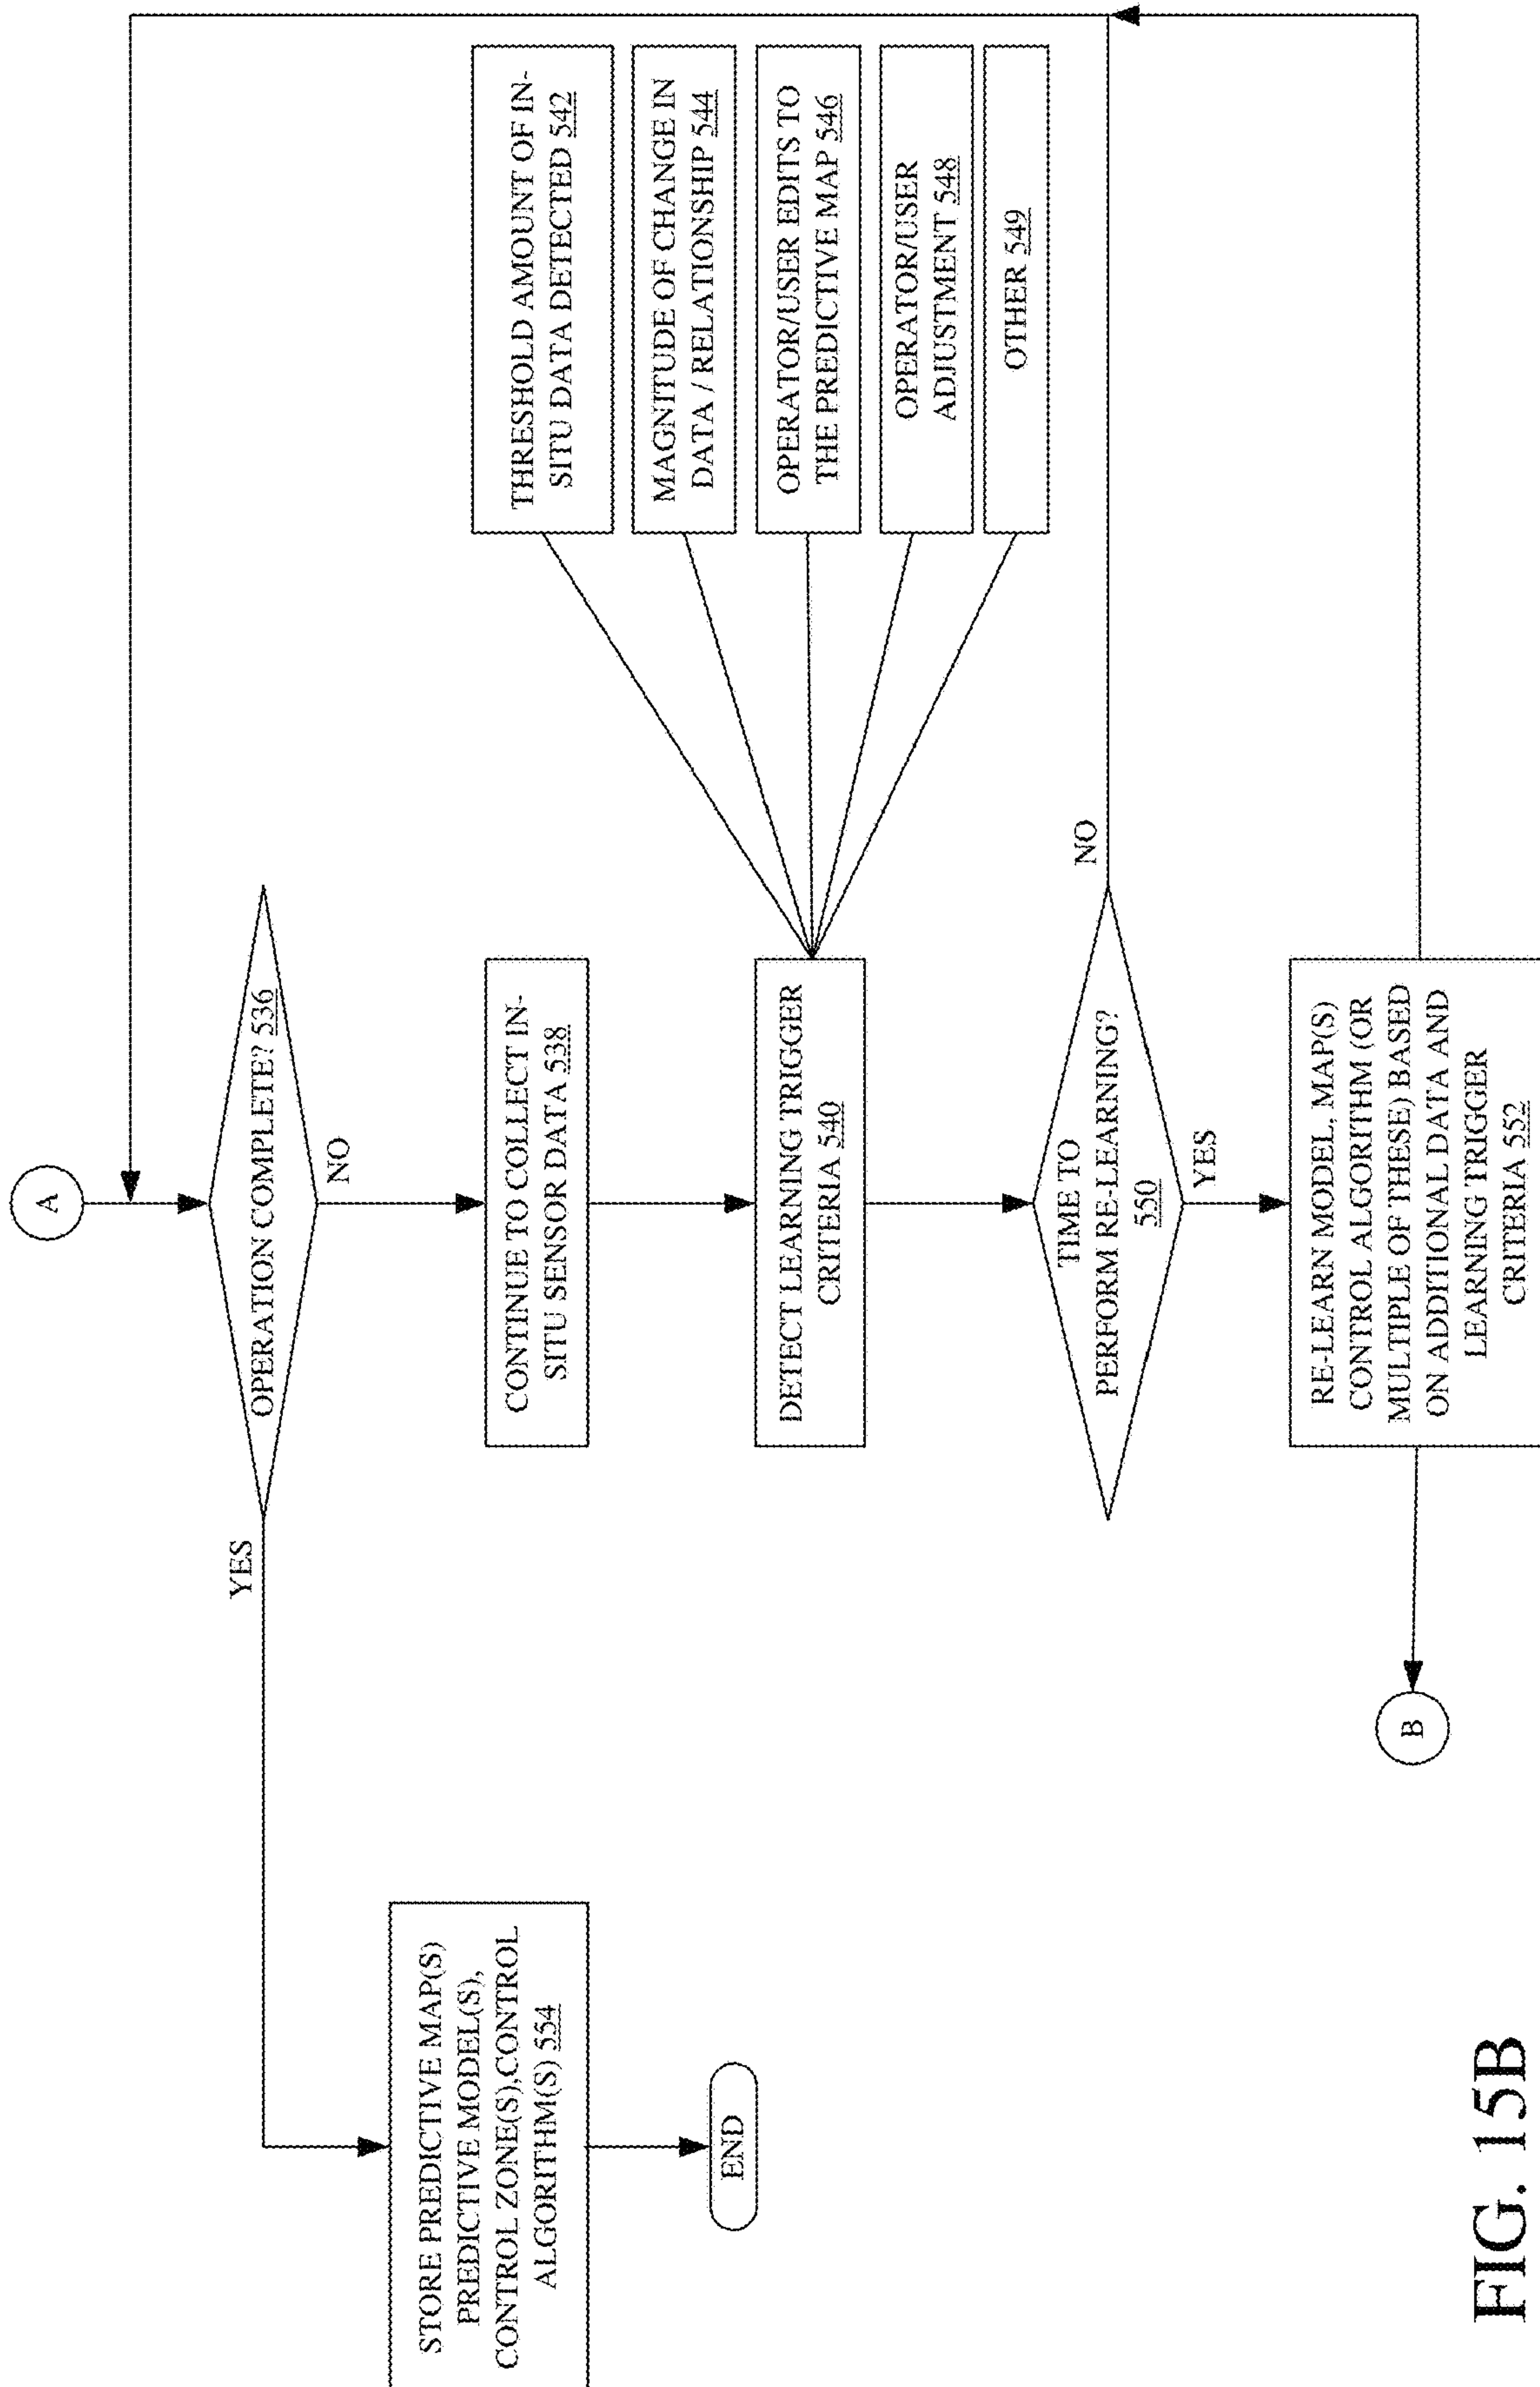 A
OPERATION COMPLETE? 536
YES
NO
STORE PREDICTIVE MAP(S)
PREDICTIVE MODEL(S),
CONTROL ZONE(S),CONTROL
ALGORITHM(S) 554
END
CONTINUE TO COLLECT IN-
SITU SENSOR DATA 538
DETECT LEARNING TRIGGER
CRITERIA 540
THRESHOLD AMOUNT OF IN-
SITU DATA DETECTED 542
MAGNITUDE OF CHANGE IN
DATA / RELATIONSHIP 544
OPERATOR/USER EDITS TO
THE PREDICTIVE MAP 546
OPERATOR/USER
ADJUSTMENT 548
OTHER 549
TIME TO
PERFORM RE-LEARNING?
550
NO
YES
RE-LEARN MODEL, MAP(S)
CONTROL ALGORITHM (OR
MULTIPLE OF THESE) BASED
ON ADDITIONAL DATA AND
LEARNING TRIGGER
CRITERIA 552
B
FIG. 15B